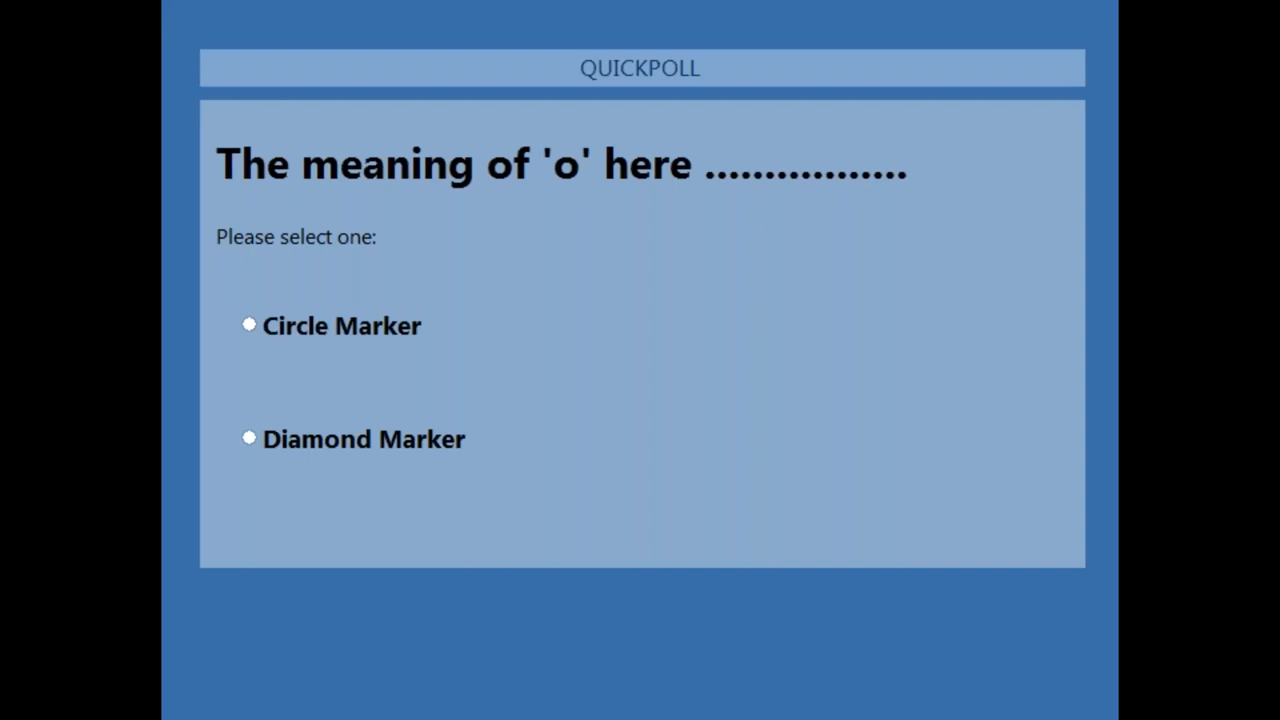 QUICKPOLL
The meaning of 'o' here .................
Please select one:
Circle Marker
Diamond Marker